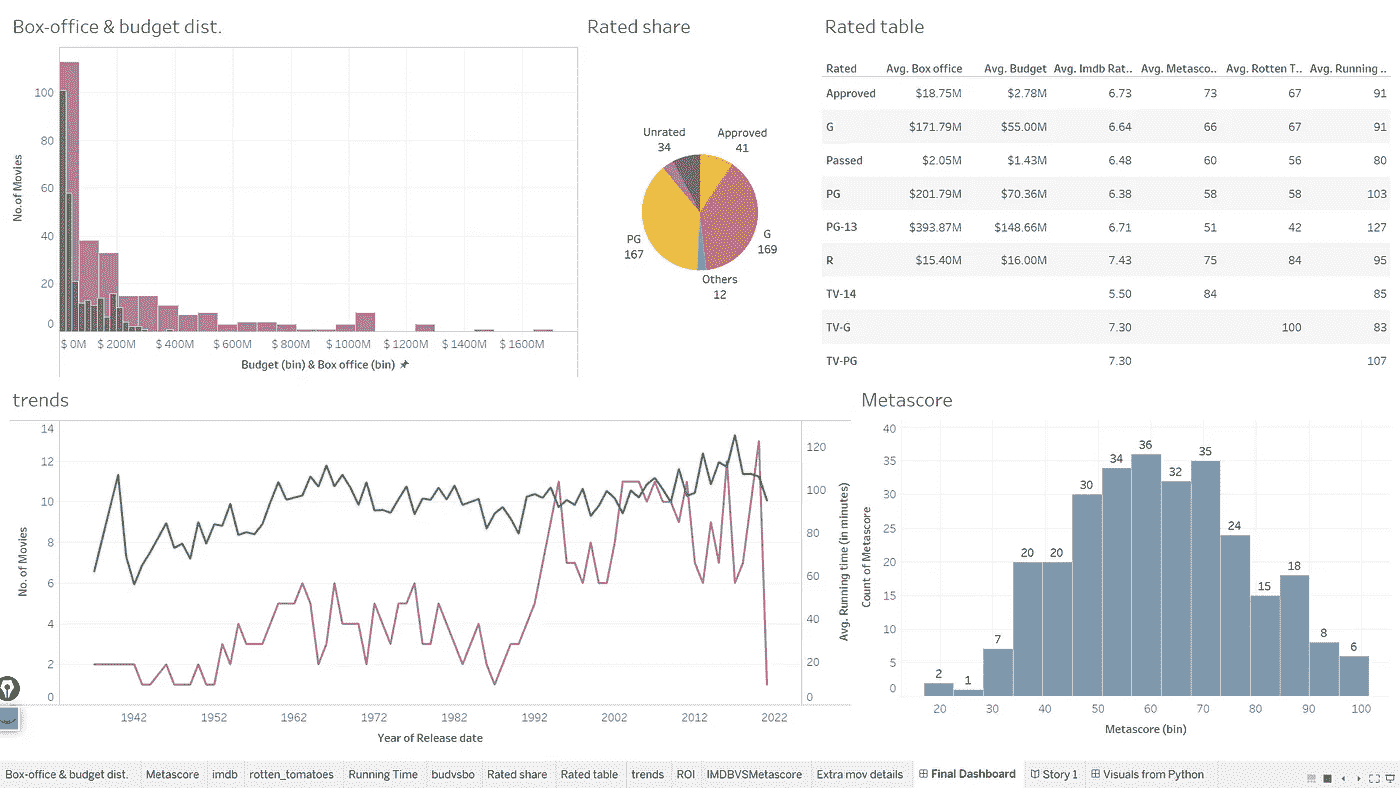 Box-office & budget dist.
No.of Movies
100
80
60
40
20
0
$ 0M $ 200M $ 400M $ 600M $ 800M $ 1000M $ 1200M $ 1400M $ 1600M
Budget (bin) & Box office (bin)
Rated share
Unrated
34
Approved
41
PG
167
G
169
Others
12
Rated table
Rated Avg. Box office Avg. Budget Avg. Imdb Rat.. Avg. Metasco.. Avg. Rotten T.. Avg. Running ..
Approved $18.75M $2.78M 6.73 73 67 91
G $171.79M $55.00M 6.64 66 67 91
Passed $2.05M $1.43M 6.48 60 56 80
PG $201.79M $70.36M 6.38 58 58 103
PG-13 $393.87M $148.66M 6.71 51 42 127
R $15.40M $16.00M 7.43 75 84 95
TV-14 5.50 84 85
TV-G 7.30 100 83
TV-PG 7.30 107
trends
No. of Movies
14
12
10
8
6
4
2
0
1942 1952 1962 1972 1982 1992 2002 2012 2022
Year of Release date
120
100
80
60
40
20
0
Avg. Running time (in minutes)
Metascore
Count of Metascore
40
35
30
25
20
15
10
5
0
2 1 7 20 20 30 34 36 32 35 24 15 18 8 6
20 30 40 50 60 70 80 90 100
Metascore (bin)
Box-office & budget dist. Metascore imdb rotten_tomatoes Running Time budvsbo Rated share Rated table trends ROI IMDBVSMetascore Extra mov details Final Dashboard Story 1 Visuals from Python